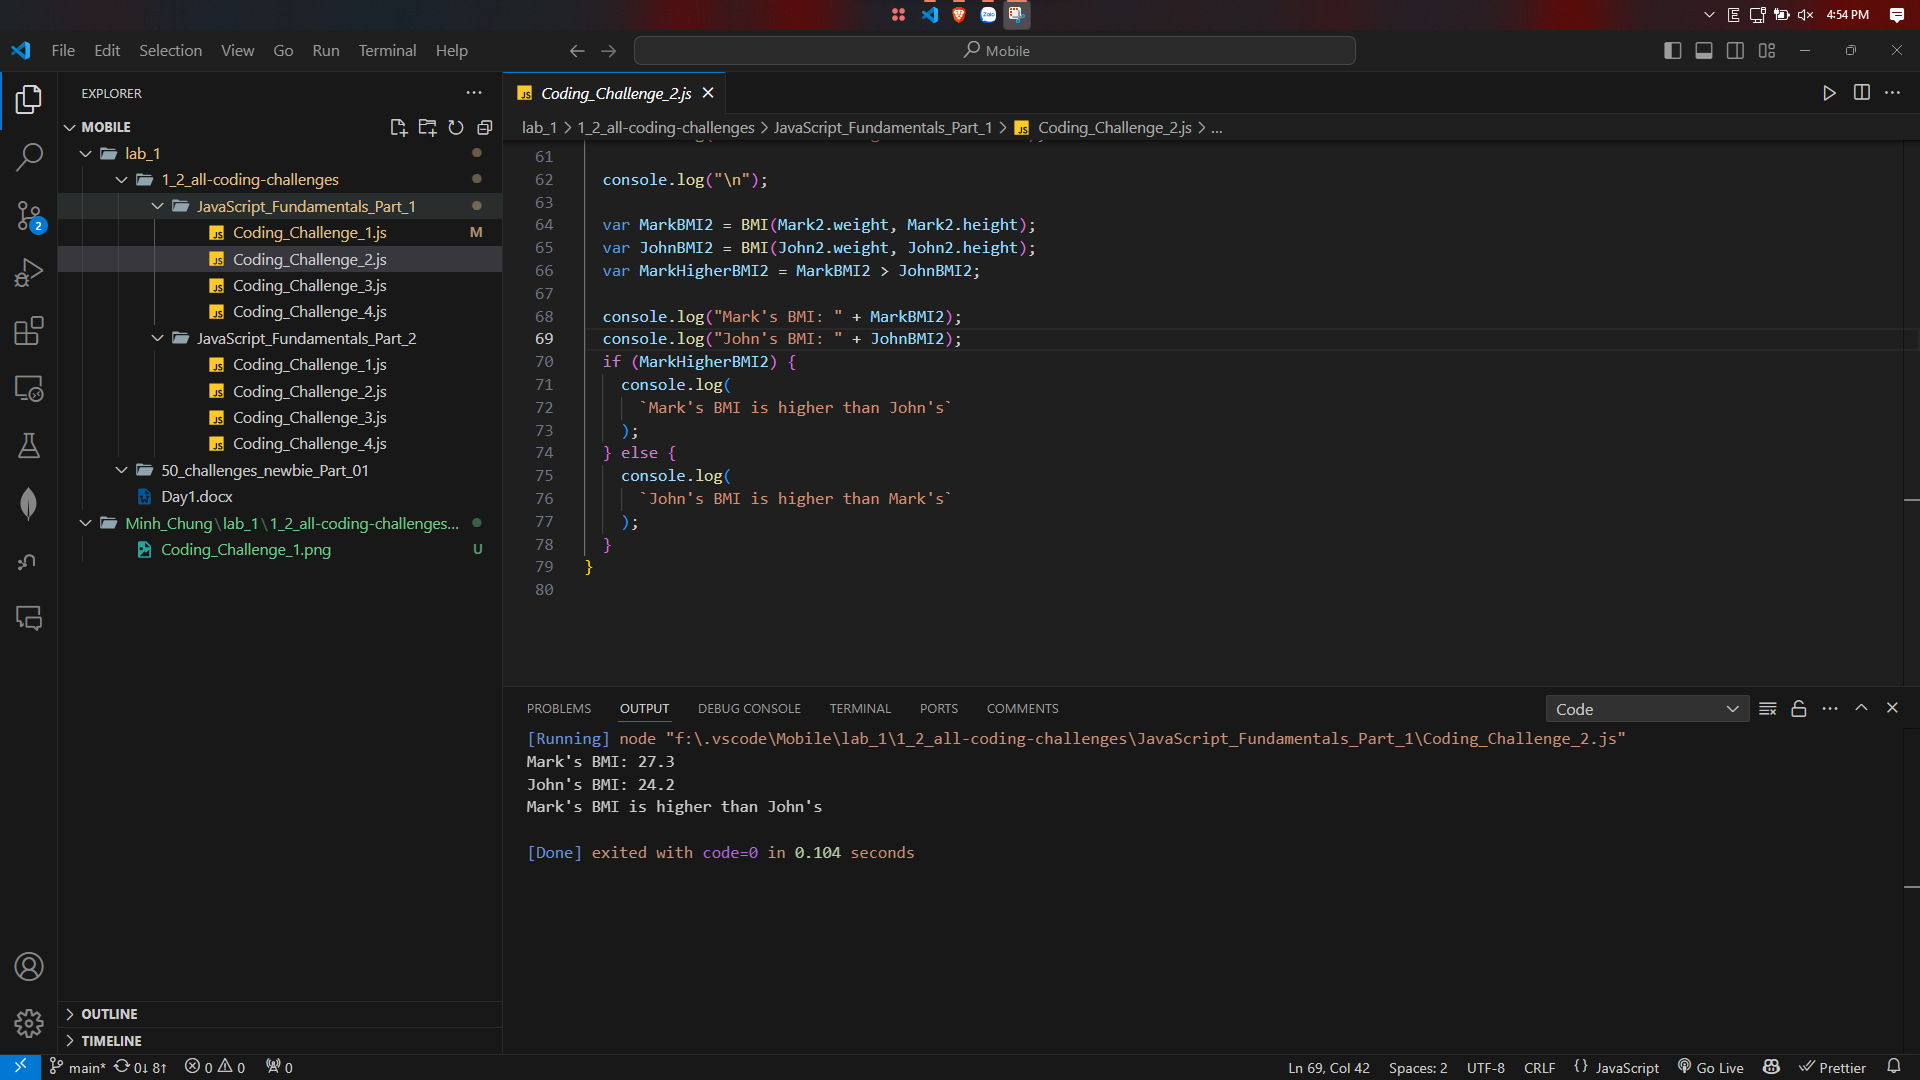 4:54 PM
File Edit Selection View Go Run Terminal Help
Mobile
EXPLORER
MOBILE
lab_1
1_2_all-coding-challenges
JavaScript_Fundamentals_Part_1
Coding_Challenge_1.js M
Coding_Challenge_2.js
Coding_Challenge_3.js
Coding_Challenge_4.js
JavaScript_Fundamentals_Part_2
Coding_Challenge_1.js
Coding_Challenge_2.js
Coding_Challenge_3.js
Coding_Challenge_4.js
50_challenges_newbie_Part_01
Day1.docx
Minh_Chung\lab_1\1_2_all-coding-challenges...
Coding_Challenge_1.png U
OUTLINE
TIMELINE
2
Coding_Challenge_2.js
lab_1 > 1_2_all-coding-challenges > JavaScript_Fundamentals_Part_1 > Coding_Challenge_2.js > ...
61
62 console.log("\n");
63
64 var MarkBMI2 = BMI(Mark2.weight, Mark2.height);
65 var JohnBMI2 = BMI(John2.weight, John2.height);
66 var MarkHigherBMI2 = MarkBMI2 > JohnBMI2;
67
68 console.log("Mark's BMI: " + MarkBMI2);
69 console.log("John's BMI: " + JohnBMI2);
70 if (MarkHigherBMI2) {
71 console.log(
72 `Mark's BMI is higher than John's`
73 );
74 } else {
75 console.log(
76 `John's BMI is higher than Mark's`
77 );
78 }
79 }
80
PROBLEMS OUTPUT DEBUG CONSOLE TERMINAL PORTS COMMENTS
Code
[Running] node "f:\.vscode\Mobile\lab_1\1_2_all-coding-challenges\JavaScript_Fundamentals_Part_1\Coding_Challenge_2.js"
Mark's BMI: 27.3
John's BMI: 24.2
Mark's BMI is higher than John's
[Done] exited with code=0 in 0.104 seconds
main* 0↓ 8↑ 0 0 0
Ln 69, Col 42 Spaces: 2 UTF-8 CRLF {} JavaScript Go Live Prettier